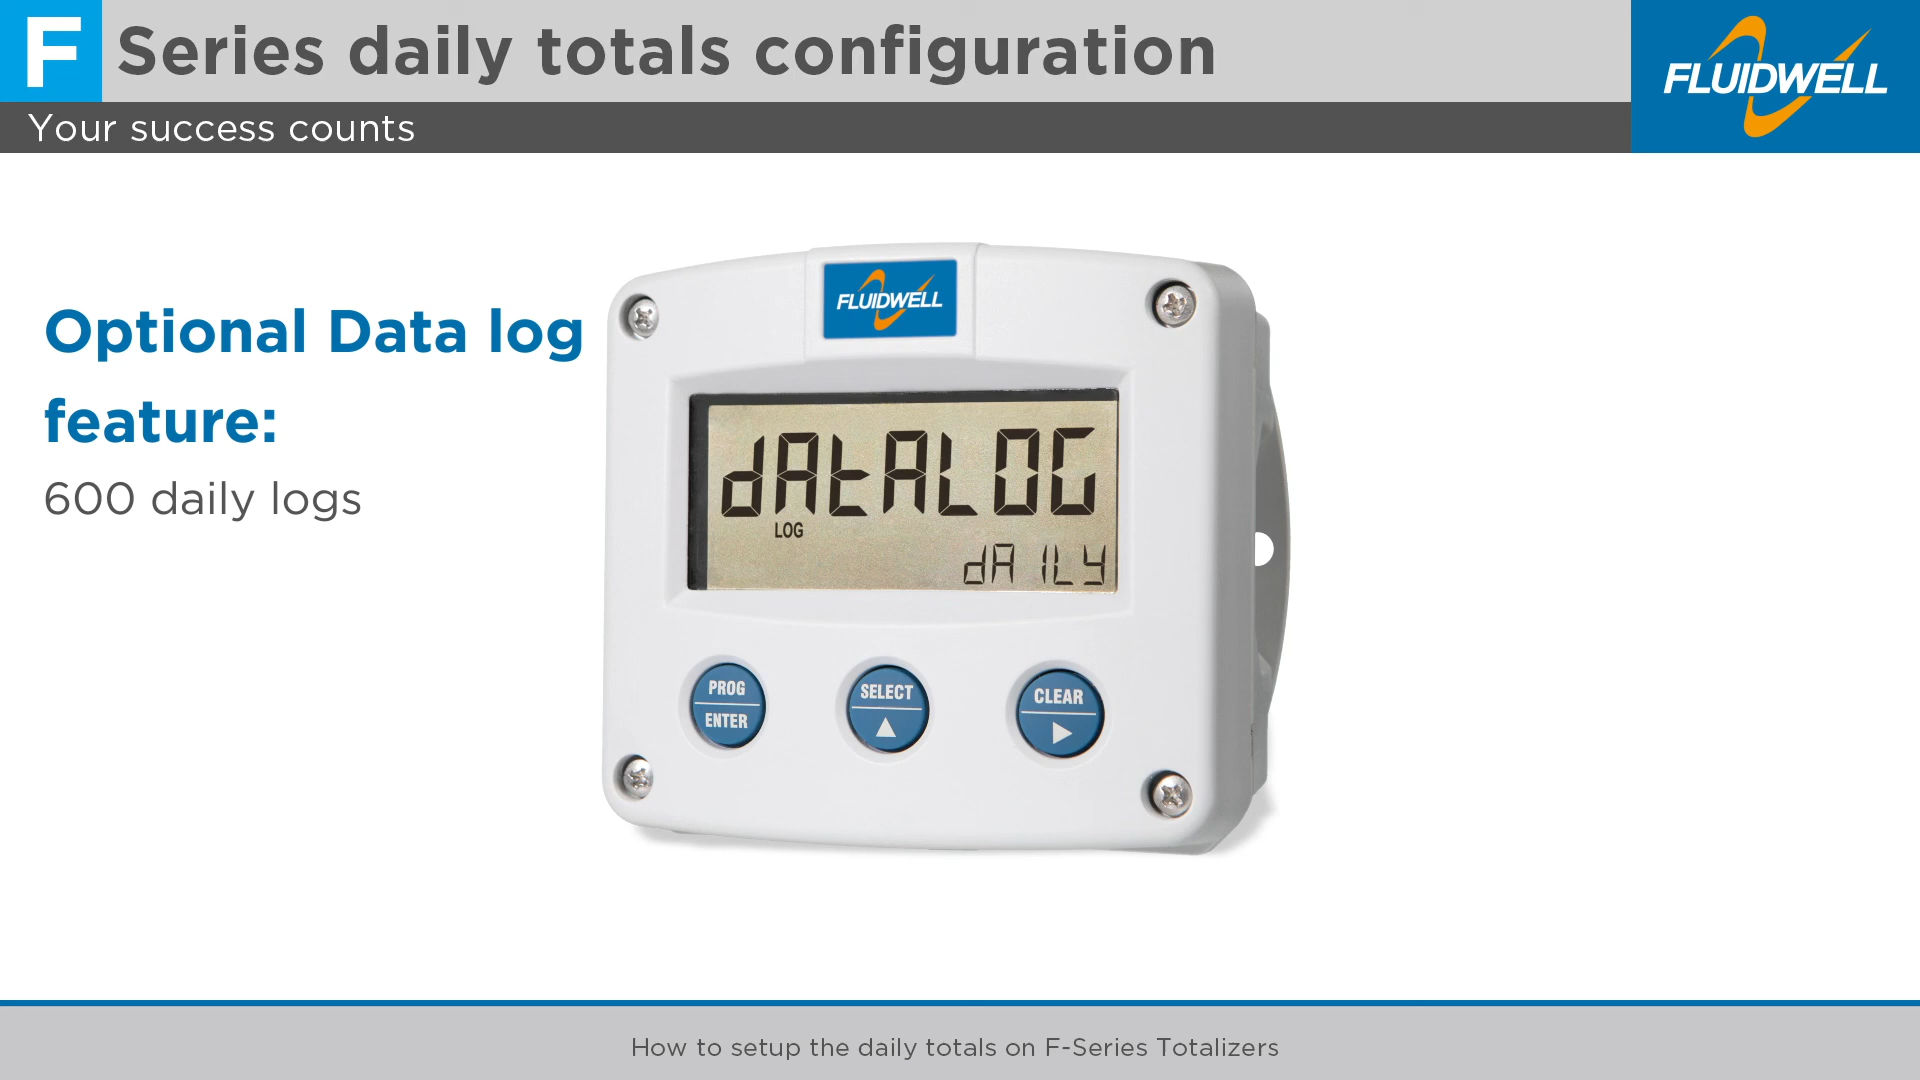 F Series daily totals configuration
FLUIDWELL
Your success counts
Optional Data log
feature:
600 daily logs
FLUIDWELL
dAtALOG
LOG
dAILY
PROG
ENTER
SELECT
CLEAR
How to setup the daily totals on F-Series Totalizers